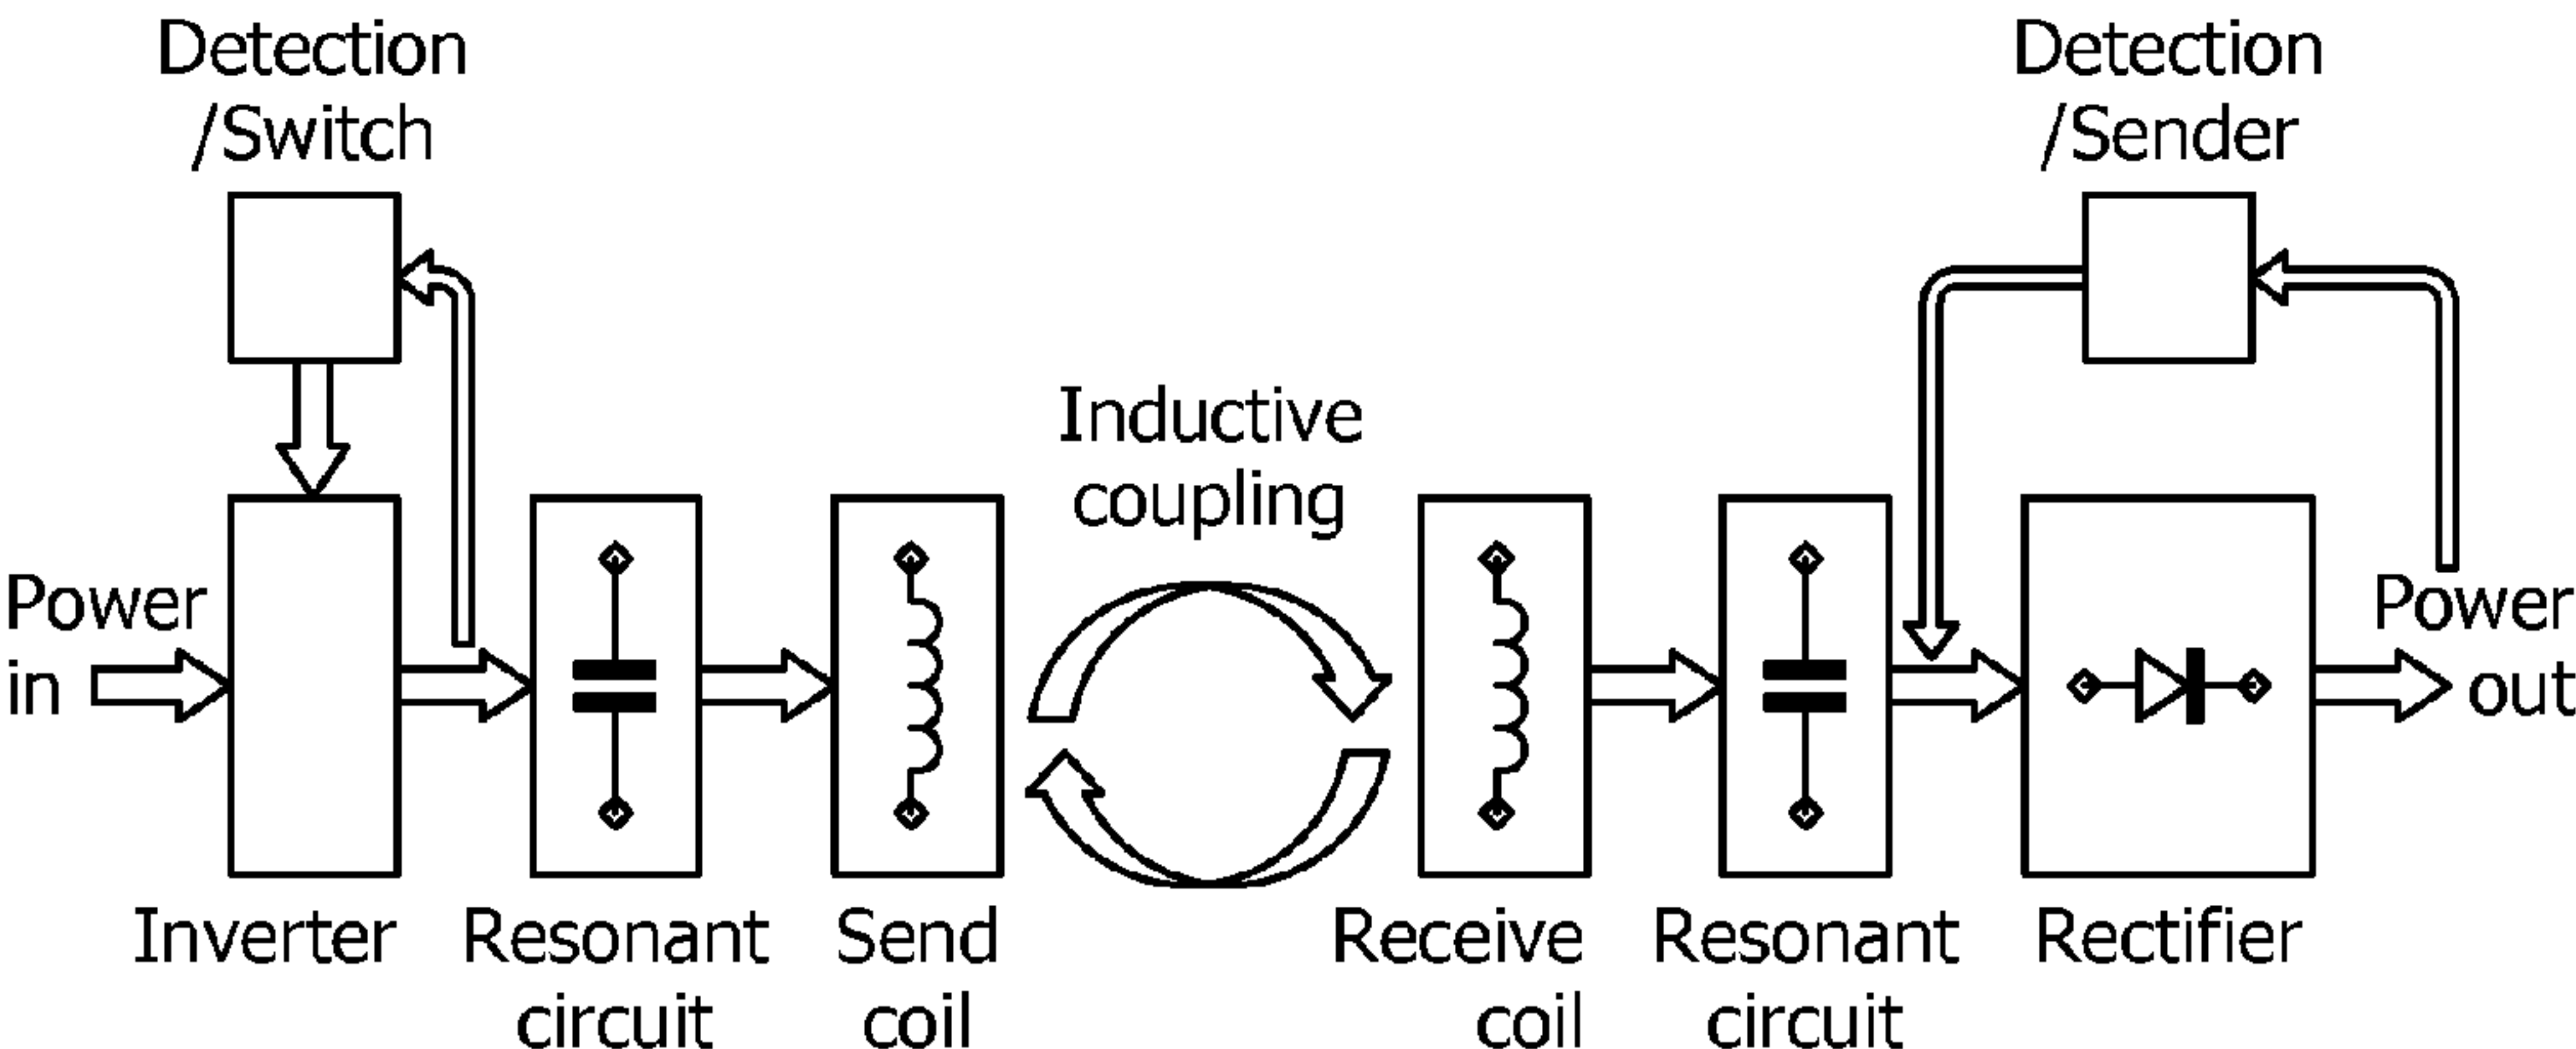 Detection
/Switch
Detection
/Sender
Inductive
coupling
Power
in
Power
out
Inverter
Resonant
circuit
Send
coil
Receive
coil
Resonant
circuit
Rectifier